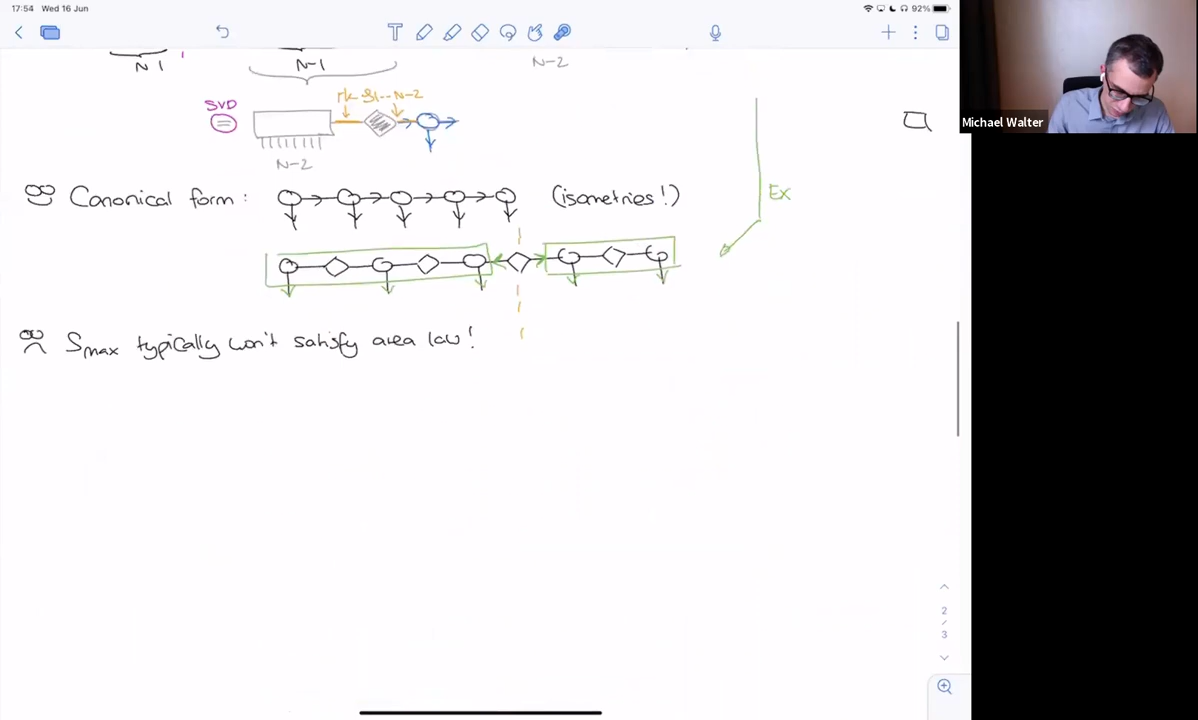 17:54 Wed 16 Jun
92%
N-1
N-1
N-2
SVD
rk S1...N-2
N-2
Michael Walter
Canonical form: (isometries!)
Ex
Smax typically won't satisfy area law!
2
/
3